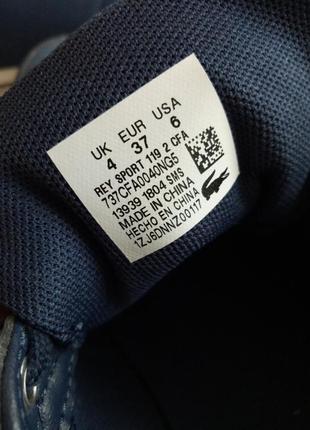 UK EUR USA
4 37 6
REY SPORT 119 2 CFA
737CFA0040NG5
13939 1804 SMS
MADE IN CHINA
HECHO EN CHINA
1ZJ6DNNZ00117